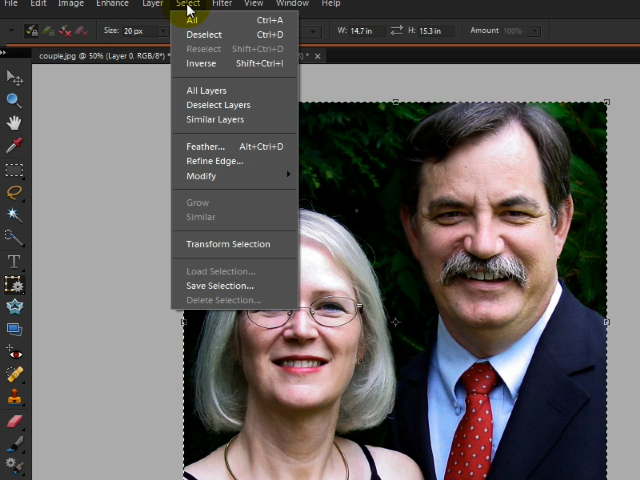 File Edit Image Enhance Layer Select Filter View Window Help
Size: 20 px W: 14.7 in H: 15.3 in Amount 100%
couple.jpg @ 50% (Layer 0, RGB/8*) * ×
All Ctrl+A
Deselect Ctrl+D
Reselect Shift+Ctrl+D
Inverse Shift+Ctrl+I
All Layers
Deselect Layers
Similar Layers
Feather... Alt+Ctrl+D
Refine Edge...
Modify
Grow
Similar
Transform Selection
Load Selection...
Save Selection...
Delete Selection...
T